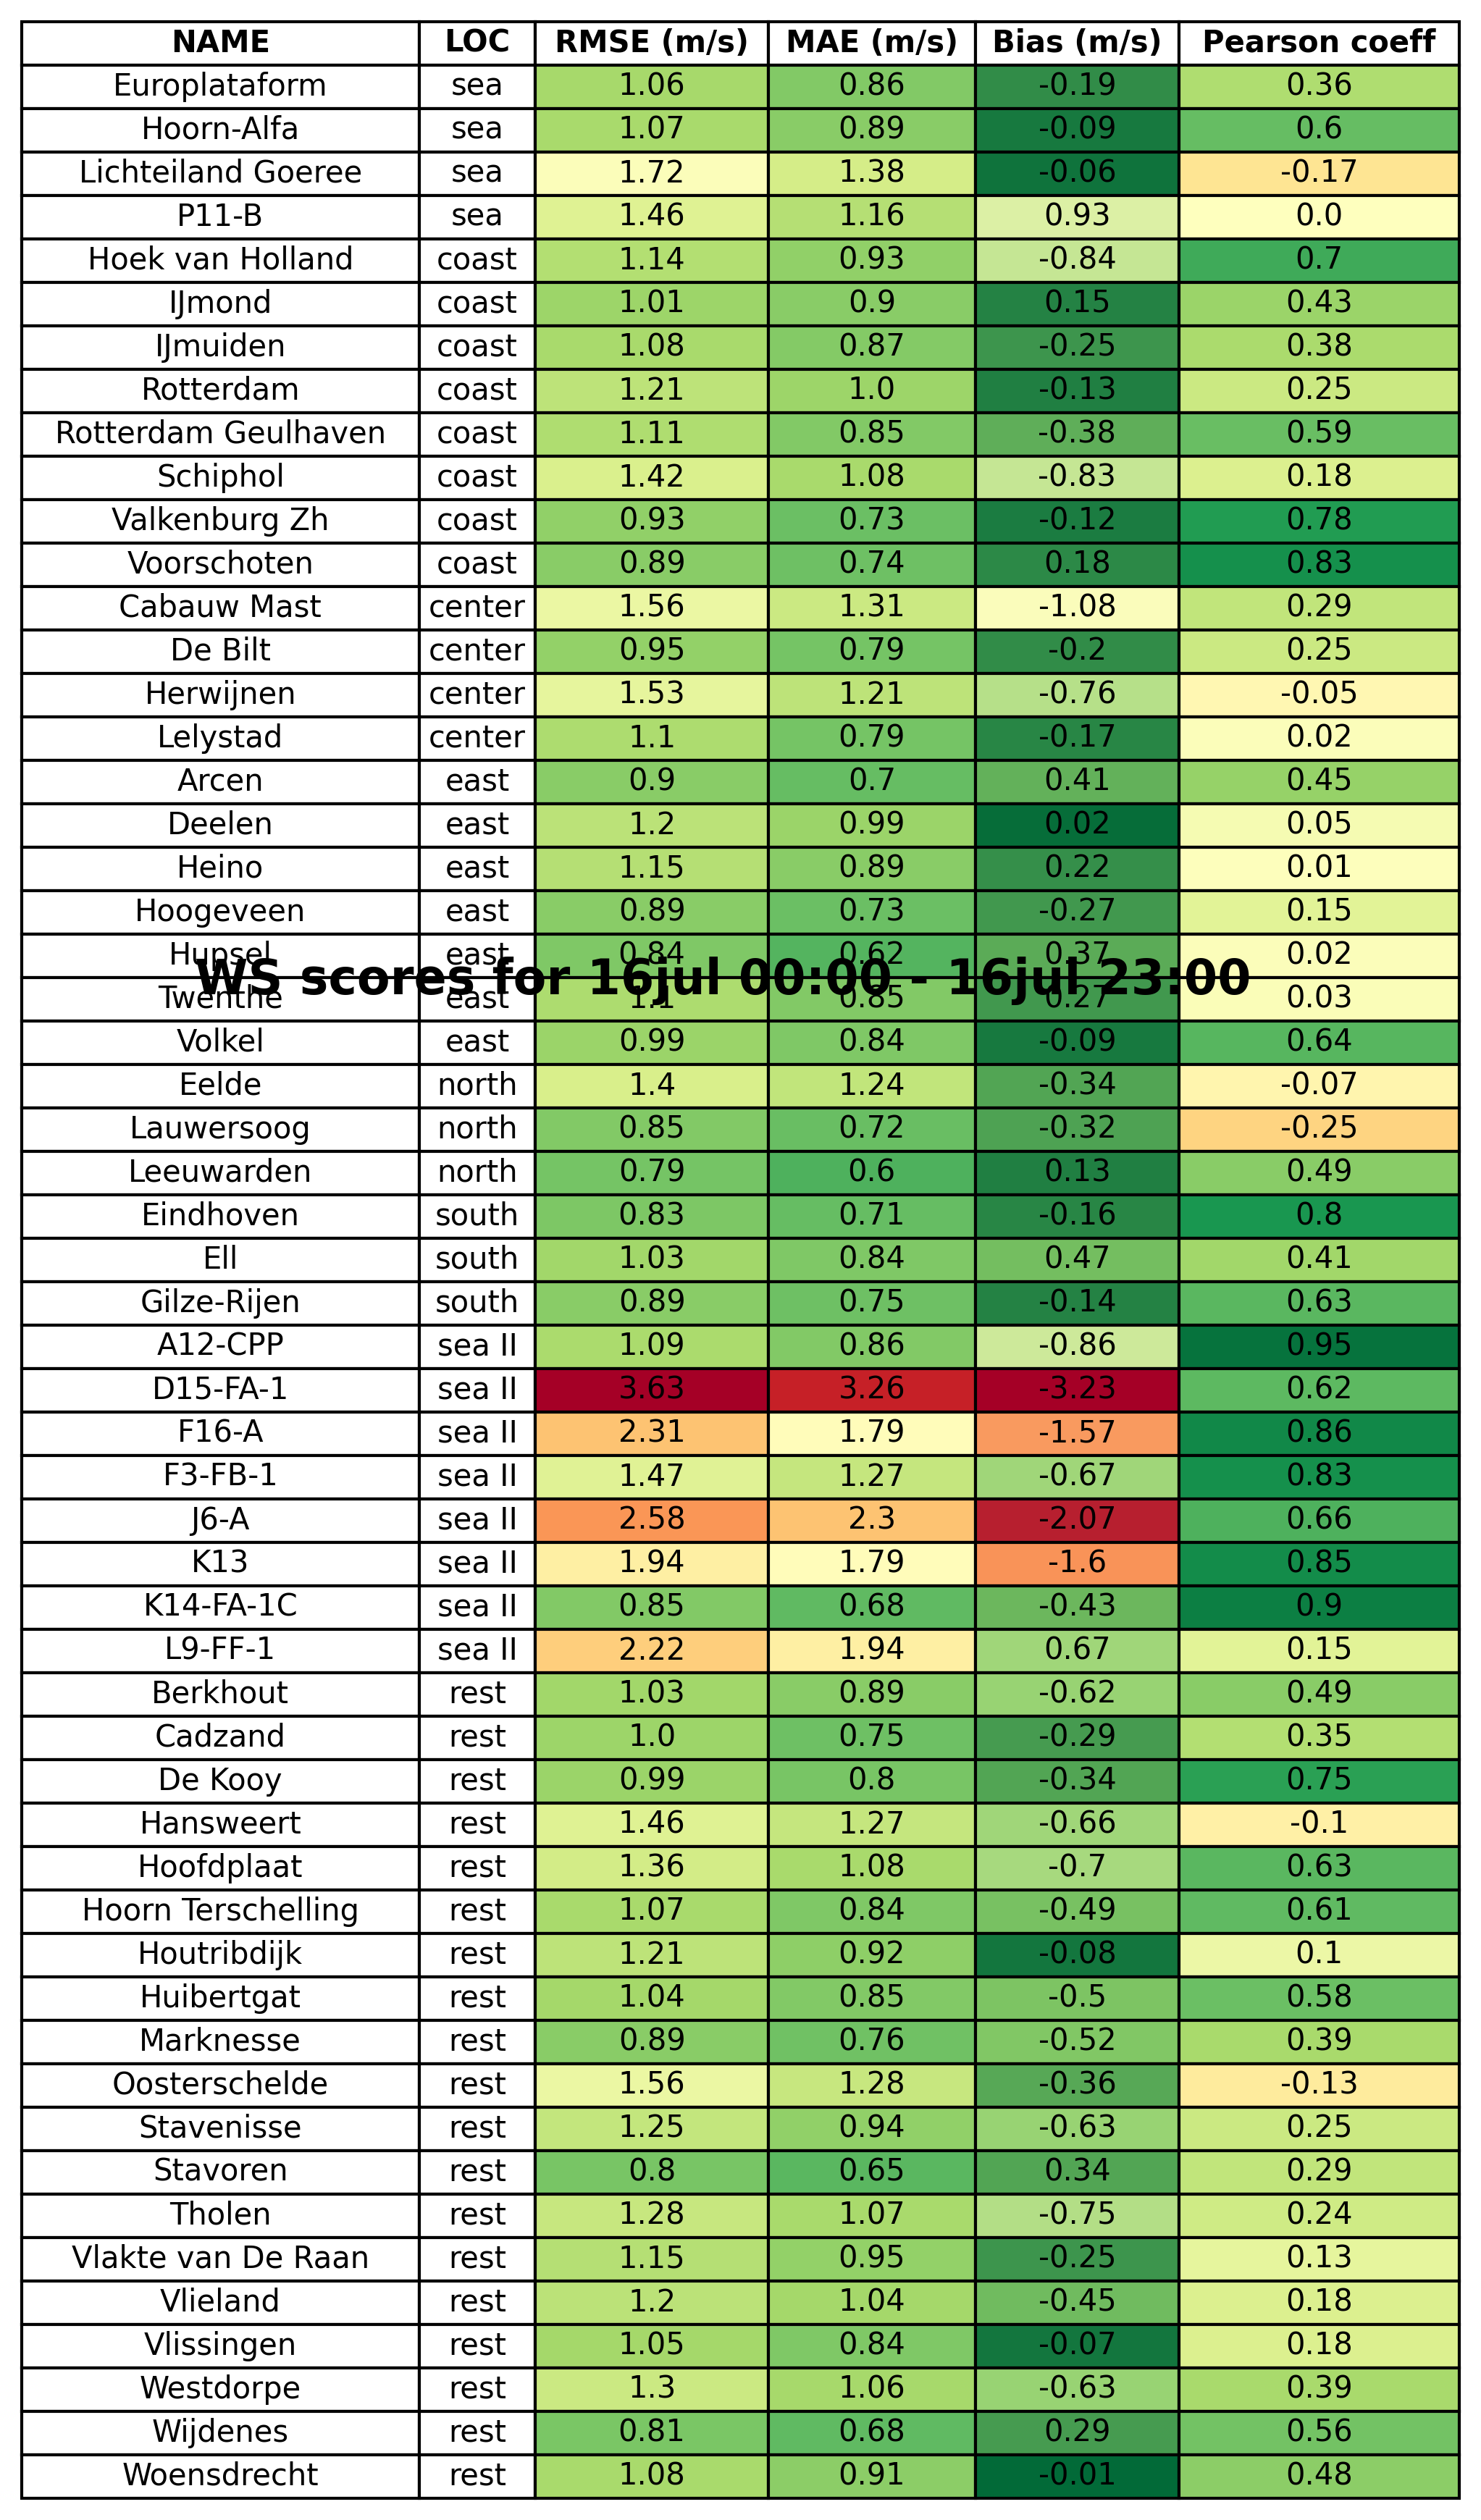 NAME LOC RMSE (m/s) MAE (m/s) Bias (m/s) Pearson coeff
Europlataform sea 1.06 0.86 -0.19 0.36
Hoorn-Alfa sea 1.07 0.89 -0.09 0.6
Lichteiland Goeree sea 1.72 1.38 -0.06 -0.17
P11-B sea 1.46 1.16 0.93 0.0
Hoek van Holland coast 1.14 0.93 -0.84 0.7
IJmond coast 1.01 0.9 0.15 0.43
IJmuiden coast 1.08 0.87 -0.25 0.38
Rotterdam coast 1.21 1.0 -0.13 0.25
Rotterdam Geulhaven coast 1.11 0.85 -0.38 0.59
Schiphol coast 1.42 1.08 -0.83 0.18
Valkenburg Zh coast 0.93 0.73 -0.12 0.78
Voorschoten coast 0.89 0.74 0.18 0.83
Cabauw Mast center 1.56 1.31 -1.08 0.29
De Bilt center 0.95 0.79 -0.2 0.25
Herwijnen center 1.53 1.21 -0.76 -0.05
Lelystad center 1.1 0.79 -0.17 0.02
Arcen east 0.9 0.7 0.41 0.45
Deelen east 1.2 0.99 0.02 0.05
Heino east 1.15 0.89 0.22 0.01
Hoogeveen east 0.89 0.73 -0.27 0.15
Hupsel east 0.84 0.62 0.37 0.02
WS scores for 16jul 00:00 - 16jul 23:00
Twenthe east 1.1 0.85 0.27 0.03
Volkel east 0.99 0.84 -0.09 0.64
Eelde north 1.4 1.24 -0.34 -0.07
Lauwersoog north 0.85 0.72 -0.32 -0.25
Leeuwarden north 0.79 0.6 0.13 0.49
Eindhoven south 0.83 0.71 -0.16 0.8
Ell south 1.03 0.84 0.47 0.41
Gilze-Rijen south 0.89 0.75 -0.14 0.63
A12-CPP sea II 1.09 0.86 -0.86 0.95
D15-FA-1 sea II 3.63 3.26 -3.23 0.62
F16-A sea II 2.31 1.79 -1.57 0.86
F3-FB-1 sea II 1.47 1.27 -0.67 0.83
J6-A sea II 2.58 2.3 -2.07 0.66
K13 sea II 1.94 1.79 -1.6 0.85
K14-FA-1C sea II 0.85 0.68 -0.43 0.9
L9-FF-1 sea II 2.22 1.94 0.67 0.15
Berkhout rest 1.03 0.89 -0.62 0.49
Cadzand rest 1.0 0.75 -0.29 0.35
De Kooy rest 0.99 0.8 -0.34 0.75
Hansweert rest 1.46 1.27 -0.66 -0.1
Hoofdplaat rest 1.36 1.08 -0.7 0.63
Hoorn Terschelling rest 1.07 0.84 -0.49 0.61
Houtribdijk rest 1.21 0.92 -0.08 0.1
Huibertgat rest 1.04 0.85 -0.5 0.58
Marknesse rest 0.89 0.76 -0.52 0.39
Oosterschelde rest 1.56 1.28 -0.36 -0.13
Stavenisse rest 1.25 0.94 -0.63 0.25
Stavoren rest 0.8 0.65 0.34 0.29
Tholen rest 1.28 1.07 -0.75 0.24
Vlakte van De Raan rest 1.15 0.95 -0.25 0.13
Vlieland rest 1.2 1.04 -0.45 0.18
Vlissingen rest 1.05 0.84 -0.07 0.18
Westdorpe rest 1.3 1.06 -0.63 0.39
Wijdenes rest 0.81 0.68 0.29 0.56
Woensdrecht rest 1.08 0.91 -0.01 0.48